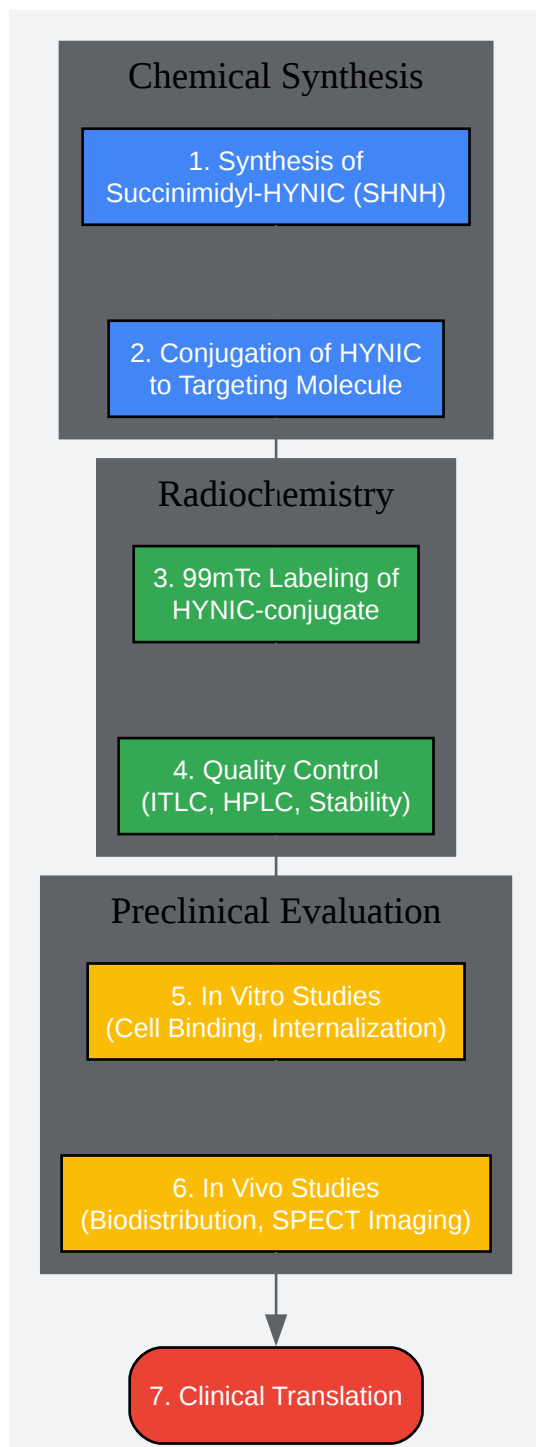 Chemical Synthesis
1. Synthesis of
Succinimidyl-HYNIC (SHNH)
2. Conjugation of HYNIC
to Targeting Molecule
Radiochemistry
3. 99mTc Labeling of
HYNIC-conjugate
4. Quality Control
(ITLC, HPLC, Stability)
Preclinical Evaluation
5. In Vitro Studies
(Cell Binding, Internalization)
6. In Vivo Studies
(Biodistribution, SPECT Imaging)
7. Clinical Translation